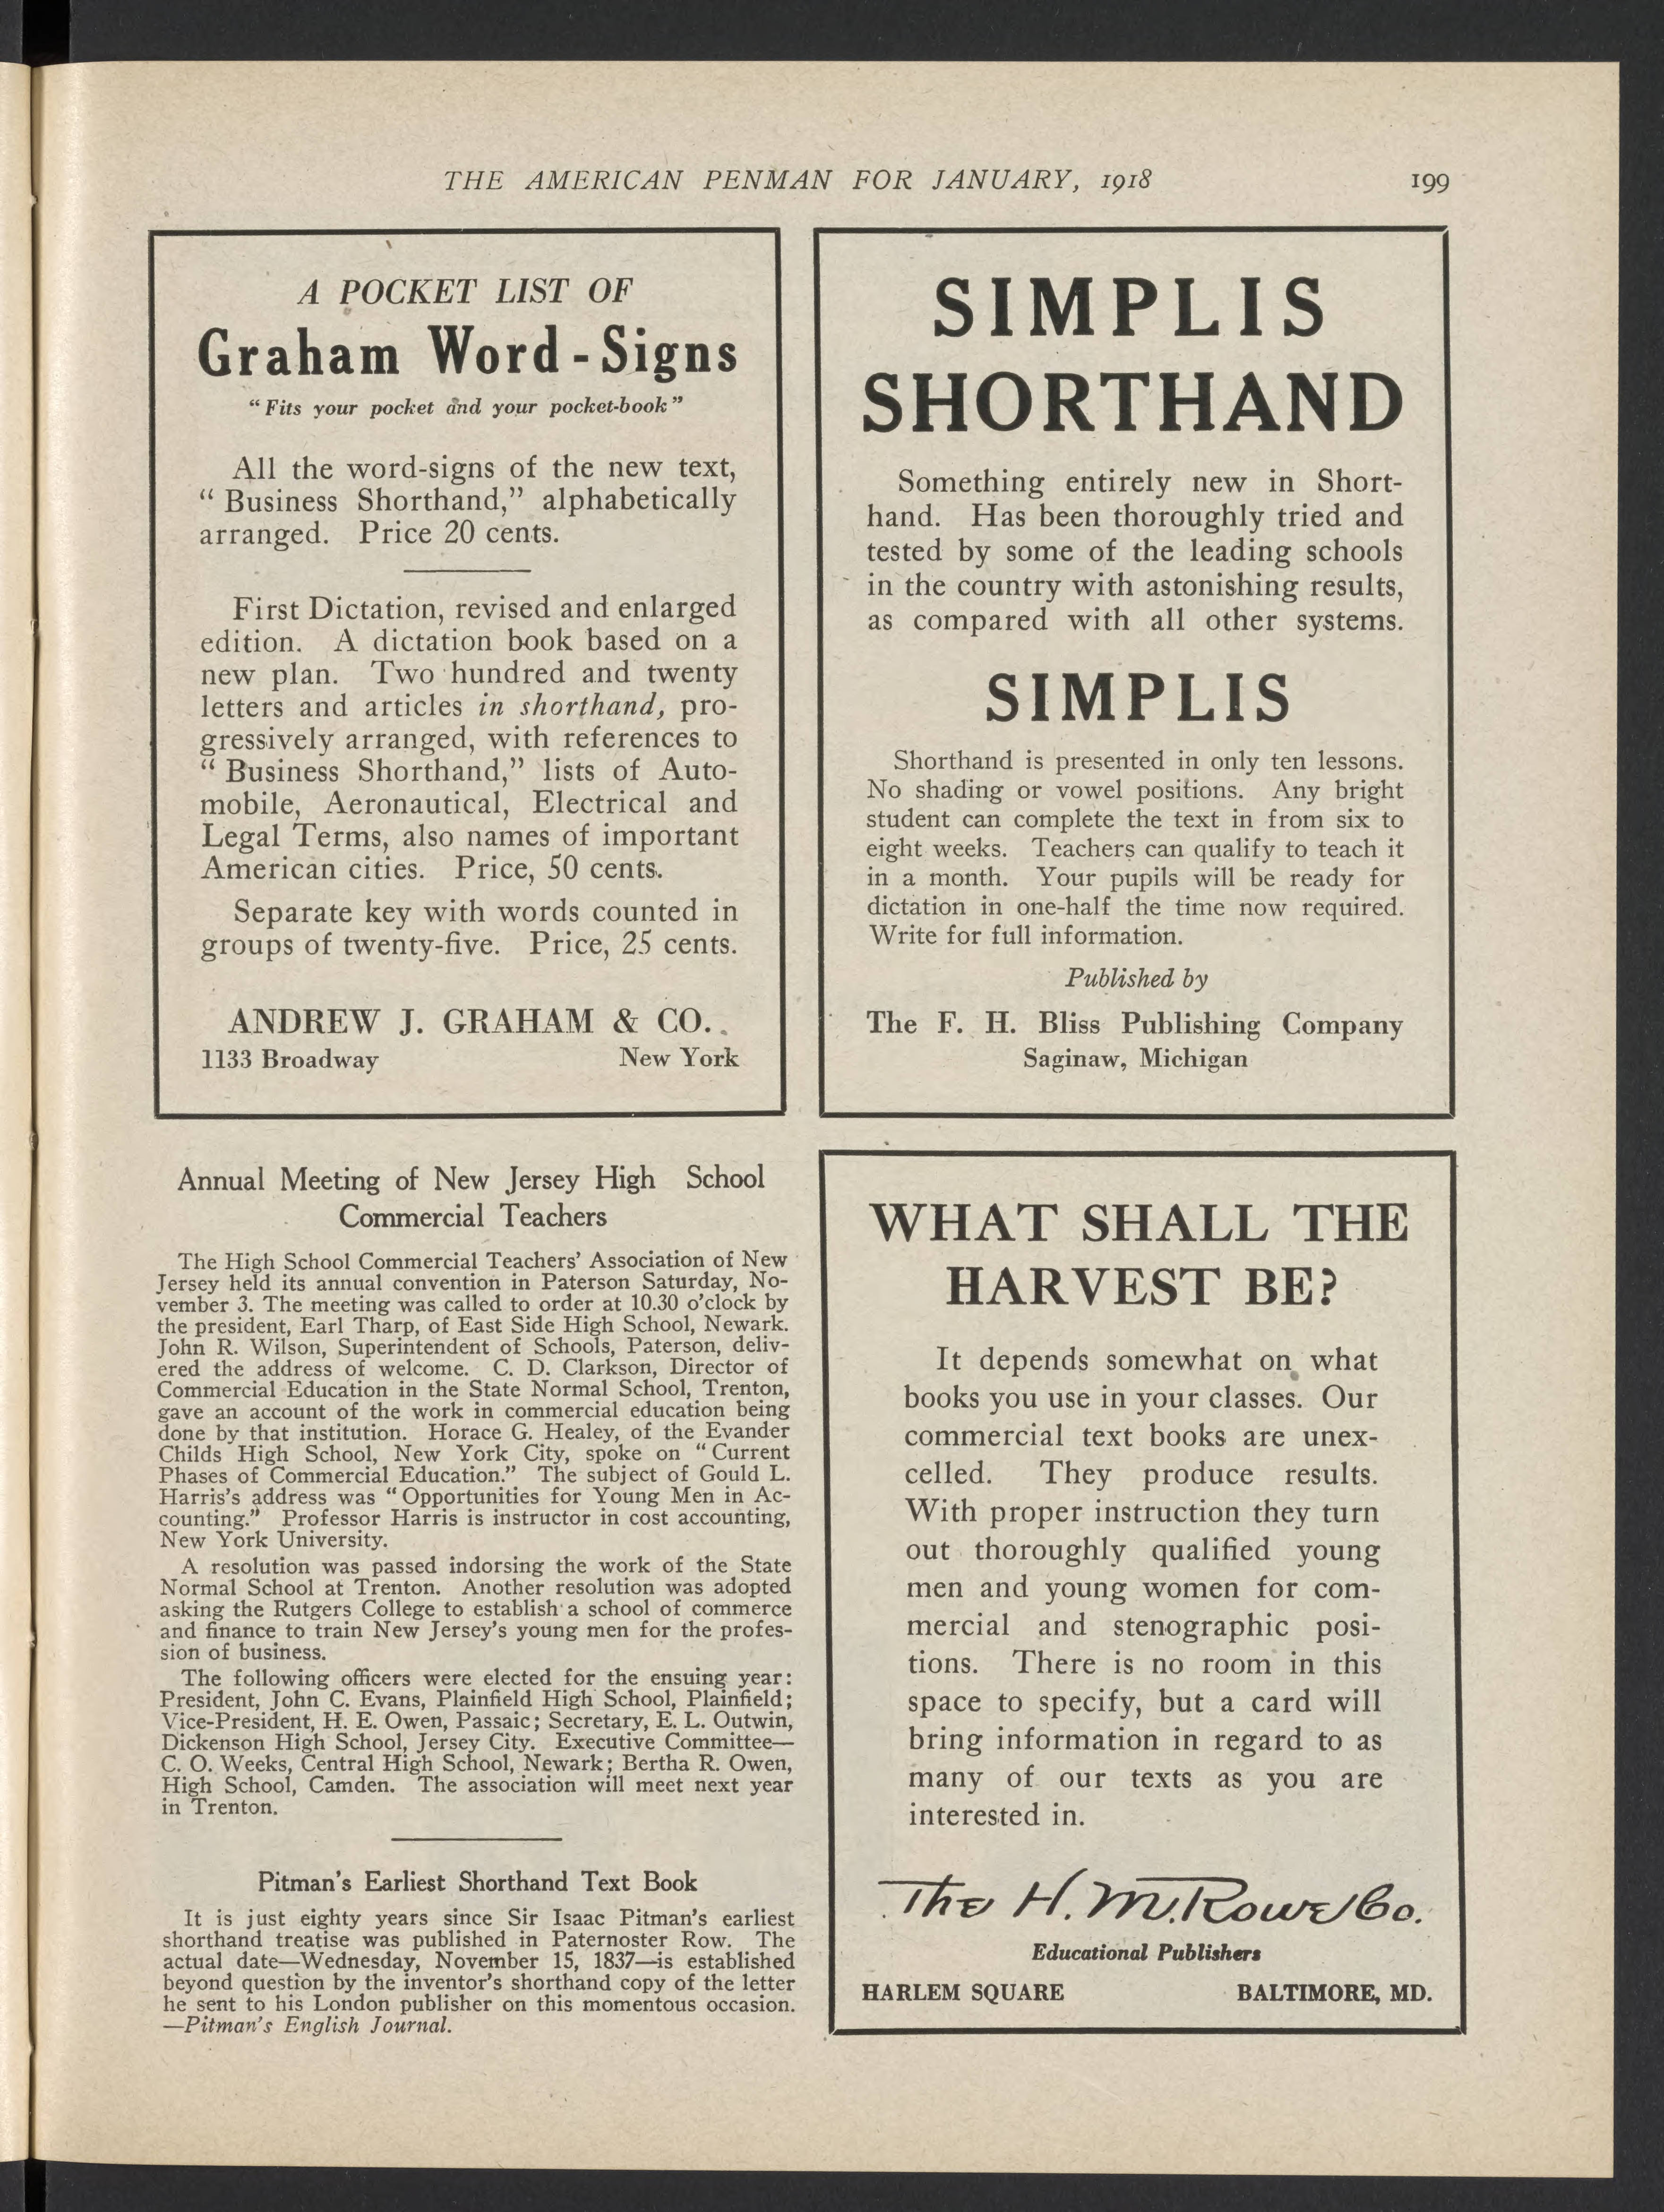 THE AMERICAN PENMAN FOR JANUARY, 1918 199
A POCKET LIST OF
Graham Word-Signs
"Fits your pocket and your pocket-book"
All the word-signs of the new text,
"Business Shorthand," alphabetically
arranged. Price 20 cents.
First Dictation, revised and enlarged
edition. A dictation book based on a
new plan. Two hundred and twenty
letters and articles in shorthand, pro-
gressively arranged, with references to
"Business Shorthand," lists of Auto-
mobile, Aeronautical, Electrical and
Legal Terms, also names of important
American cities. Price, 50 cents.
Separate key with words counted in
groups of twenty-five. Price, 25 cents.
ANDREW J. GRAHAM & CO.
1133 Broadway New York
SIMPLIS
SHORTHAND
Something entirely new in Short-
hand. Has been thoroughly tried and
tested by some of the leading schools
in the country with astonishing results,
as compared with all other systems.
SIMPLIS
Shorthand is presented in only ten lessons.
No shading or vowel positions. Any bright
student can complete the text in from six to
eight weeks. Teachers can qualify to teach it
in a month. Your pupils will be ready for
dictation in one-half the time now required.
Write for full information.
Published by
The F. H. Bliss Publishing Company
Saginaw, Michigan
Annual Meeting of New Jersey High School
Commercial Teachers
The High School Commercial Teachers' Association of New
Jersey held its annual convention in Paterson Saturday, No-
vember 3. The meeting was called to order at 10.30 o'clock by
the president, Earl Tharp, of East Side High School, Newark.
John R. Wilson, Superintendent of Schools, Paterson, deliv-
ered the address of welcome. C. D. Clarkson, Director of
Commercial Education in the State Normal School, Trenton,
gave an account of the work in commercial education being
done by that institution. Horace G. Healey, of the Evander
Childs High School, New York City, spoke on "Current
Phases of Commercial Education." The subject of Gould L.
Harris's address was "Opportunities for Young Men in Ac-
counting." Professor Harris is instructor in cost accounting,
New York University.
A resolution was passed indorsing the work of the State
Normal School at Trenton. Another resolution was adopted
asking the Rutgers College to establish a school of commerce
and finance to train New Jersey's young men for the profes-
sion of business.
The following officers were elected for the ensuing year:
President, John C. Evans, Plainfield High School, Plainfield;
Vice-President, H. E. Owen, Passaic; Secretary, E. L. Outwin,
Dickenson High School, Jersey City. Executive Committee—
C. O. Weeks, Central High School, Newark; Bertha R. Owen,
High School, Camden. The association will meet next year
in Trenton.
Pitman's Earliest Shorthand Text Book
It is just eighty years since Sir Isaac Pitman's earliest
shorthand treatise was published in Paternoster Row. The
actual date—Wednesday, November 15, 1837—is established
beyond question by the inventor's shorthand copy of the letter
he sent to his London publisher on this momentous occasion.
—Pitman's English Journal.
WHAT SHALL THE
HARVEST BE?
It depends somewhat on what
books you use in your classes. Our
commercial text books are unex-
celled. They produce results.
With proper instruction they turn
out thoroughly qualified young
men and young women for com-
mercial and stenographic posi-
tions. There is no room in this
space to specify, but a card will
bring information in regard to as
many of our texts as you are
interested in.
The H. M. Rowe Co.
Educational Publishers
HARLEM SQUARE BALTIMORE, MD.